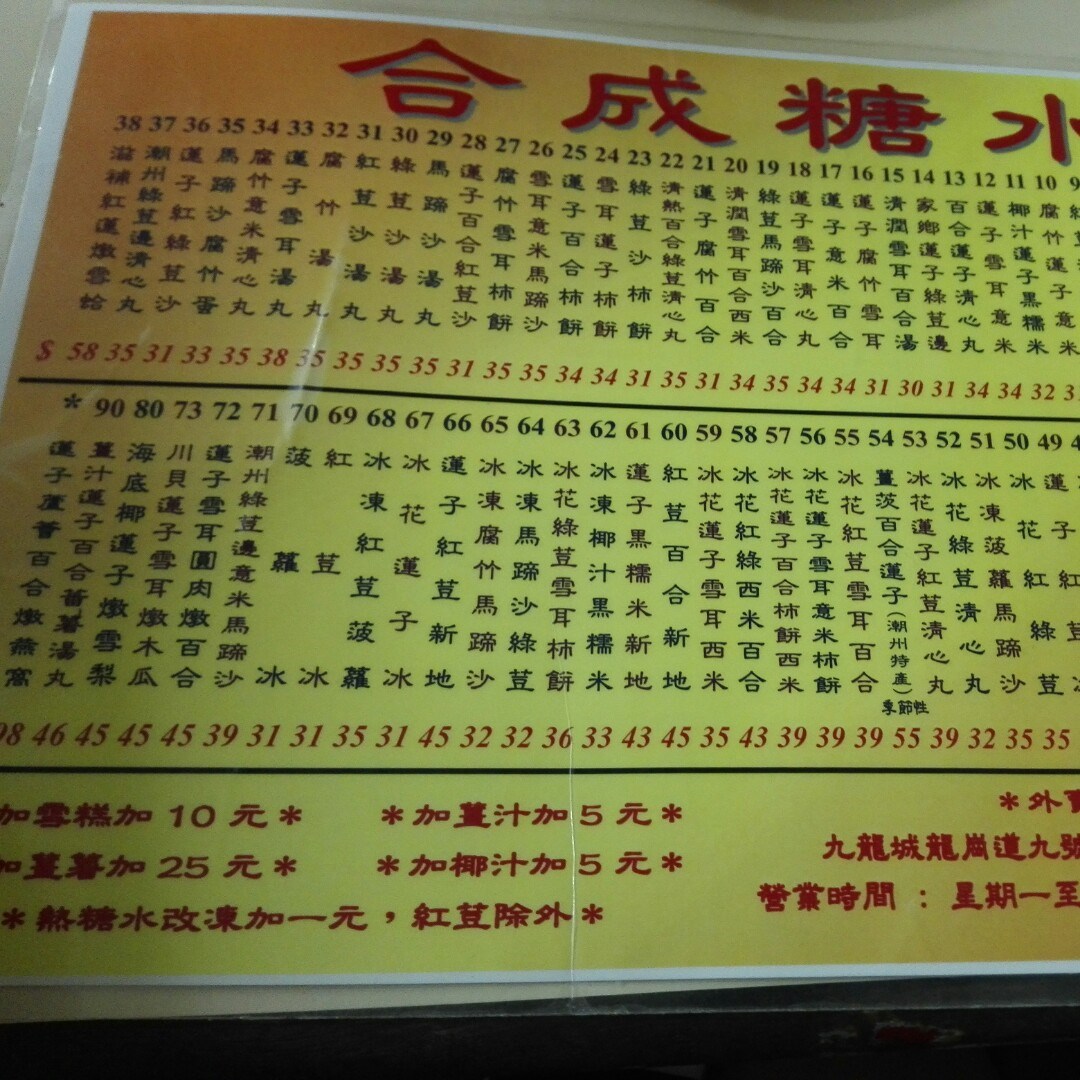 合成糖水
38 37 36 35 34 33 32 31 30 29 28 27 26 25 24 23 22 21 20 19 18 17 16 15 14 13 12 11 10 9
腐竹蓮子意米
椰汁蓮子黑糯米
蓮子雪耳意米
百合蓮子清心丸
家鄉蓮子綠荳邊
清潤雪耳百合湯
蓮子腐竹雪耳
蓮子意米百合
蓮子雪耳清心丸
綠荳馬蹄沙百合
清潤雪耳百合西米
蓮子腐竹百合
清熱百合綠荳清心丸
綠荳沙柿餅
雪耳蓮子柿餅
蓮子百合柿餅
雪耳意米馬蹄沙
腐竹雪耳柿餅
蓮子百合紅荳沙
馬蹄沙湯丸
綠荳沙湯丸
紅荳沙湯丸
腐竹湯丸
蓮子雪耳湯丸
腐竹意米清心丸
馬蹄沙腐竹蛋
蓮子紅綠荳沙
潮州綠荳邊清心丸
滋補紅蓮燉雪蛤
$ 58 35 31 33 35 38 35 35 35 35 31 35 35 34 34 31 35 31 34 35 34 34 31 30 31 34 34 32
* 90 80 73 72 71 70 69 68 67 66 65 64 63 62 61 60 59 58 57 56 55 54 53 52 51 50 49
冰花紅綠荳
冰凍菠蘿馬蹄沙
冰花綠荳清心丸
冰花蓮子紅荳清心丸
薑茨百合蓮子(潮州特產)季節性
冰花紅荳雪耳百合
冰花蓮子雪耳意米柿餅
冰花蓮子百合柿餅西米
冰花紅綠西米百合
冰花蓮子雪耳西米
紅荳百合新地
蓮子黑糯米新地
冰凍椰汁黑糯米
冰花綠荳雪耳柿餅
冰凍馬蹄沙綠荳
冰凍腐竹馬蹄沙
蓮子紅荳新地
冰花蓮子冰
冰凍紅荳菠蘿
紅荳冰
菠蘿冰
潮州綠荳邊意米馬蹄沙
蓮子雪耳圓肉燉百合
川貝蓮子雪耳燉木瓜
海底椰蓮子燉雪梨
薑汁蓮子百合蕃薯湯丸
蓮子蘆薈百合燉燕窩
98 46 45 45 45 39 31 31 35 31 45 32 32 36 33 43 45 35 43 39 39 39 55 39 32 35 35
加雪糕加 10 元* *加薑汁加 5 元*
加薑薯加 25 元* *加椰汁加 5 元*
*熱糖水改凍加一元，紅荳除外*
*外賣
九龍城龍崗道九號
營業時間：星期一至